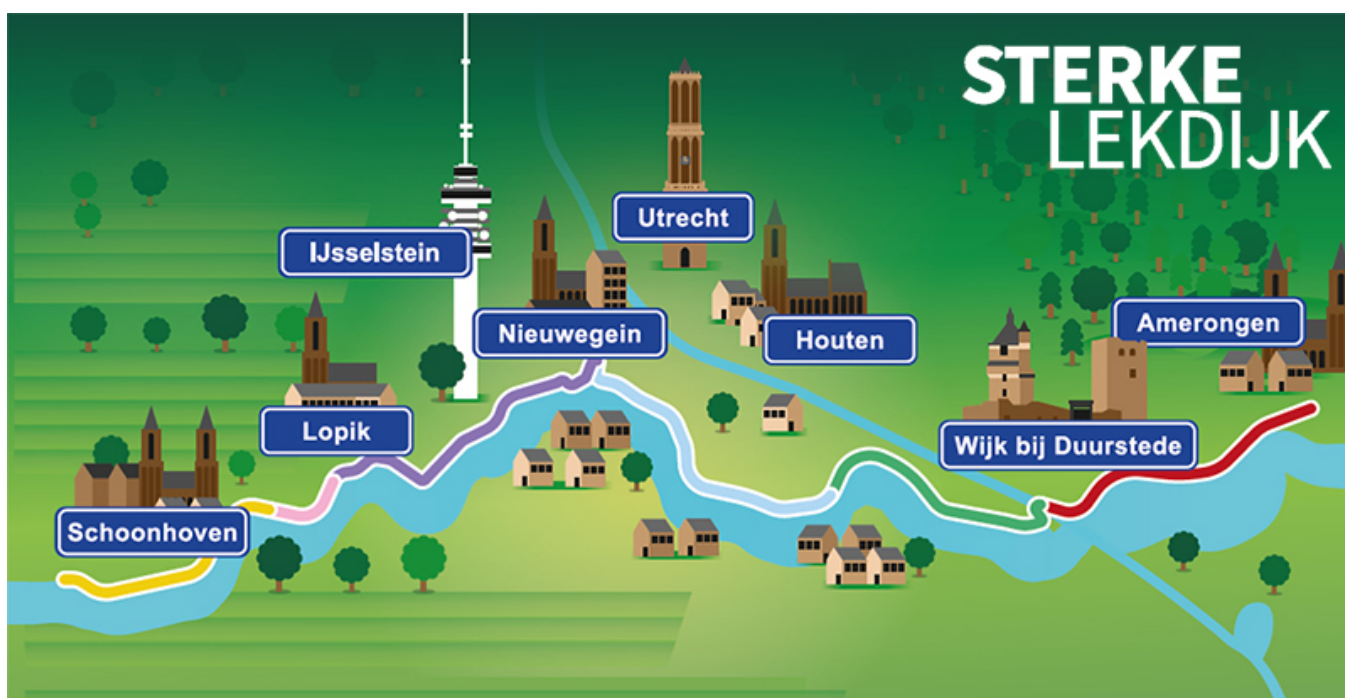 STERKE
LEKDIJK
Utrecht
IJsselstein
Nieuwegein
Houten
Amerongen
Lopik
Wijk bij Duurstede
Schoonhoven